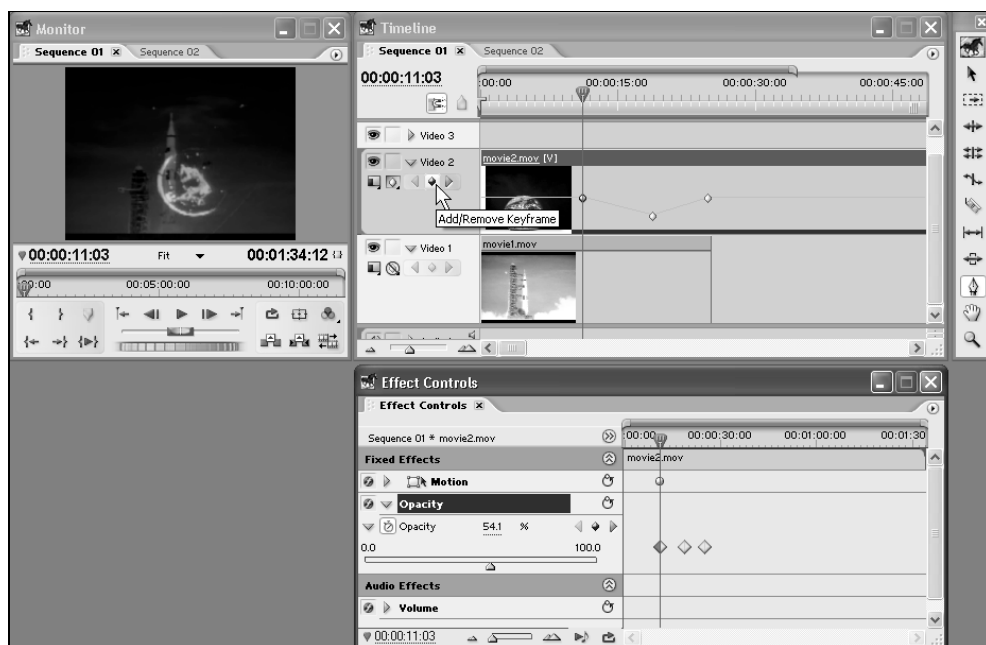 Monitor
Sequence 01 Sequence 02
00:00:11:03 Fit 00:01:34:12
00:00 00:05:00:00 00:10:00:00
Timeline
Sequence 01 Sequence 02
00:00:11:03
:00:00 00:00:15:00 00:00:30:00 00:00:45:00
Video 3
Video 2
movie2.mov [V]
Add/Remove Keyframe
Video 1
movie1.mov
Effect Controls
Effect Controls
Sequence 01 * movie2.mov
:00:00 00:00:30:00 00:01:00:00 00:01:30
Fixed Effects
movie2.mov
Motion
Opacity
Opacity 54.1 %
0.0 100.0
Audio Effects
Volume
00:00:11:03